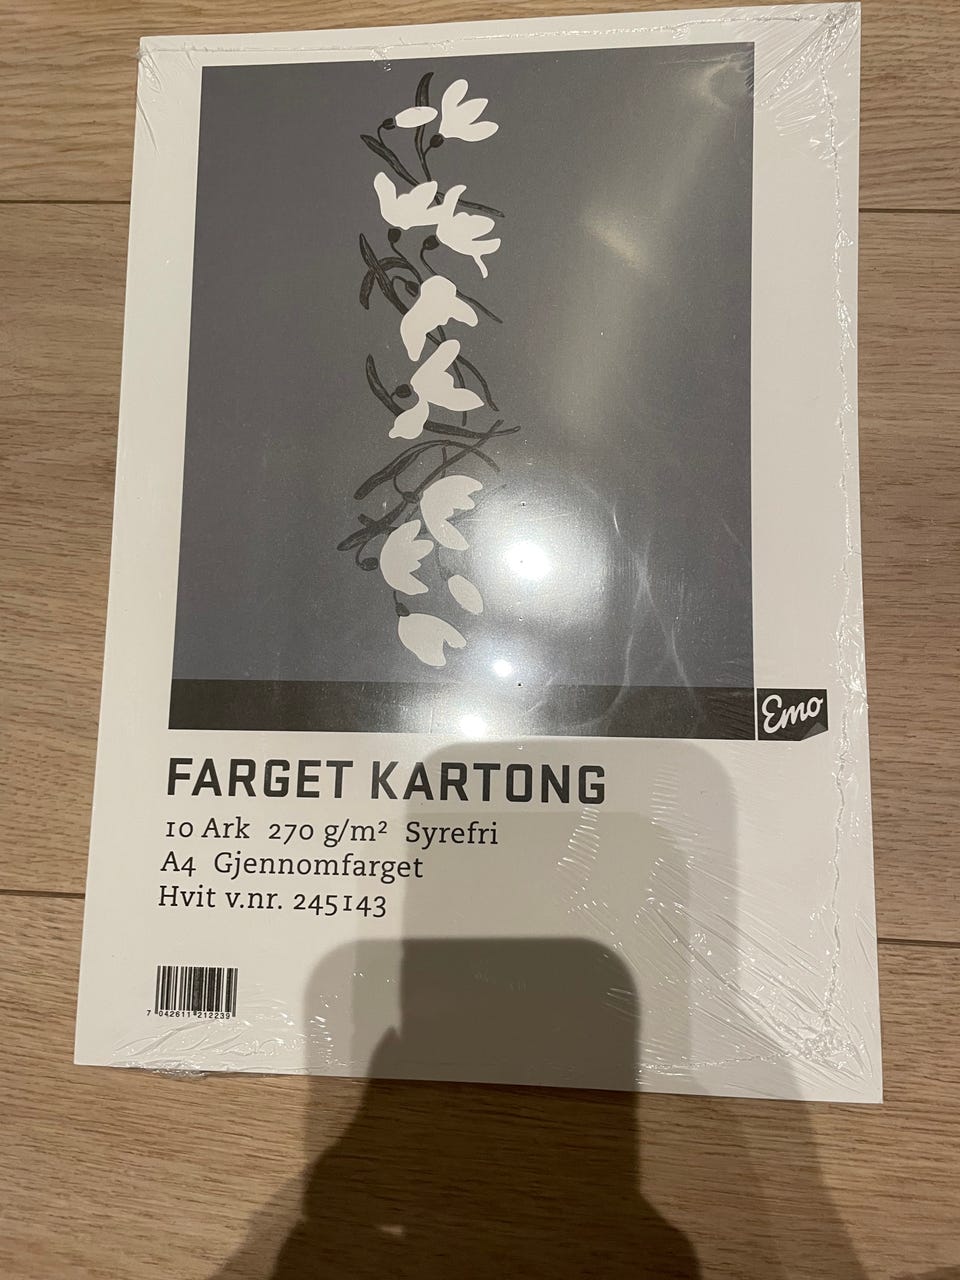 Emo
FARGET KARTONG
10 Ark 270 g/m² Syrefri
A4 Gjennomfarget
Hvit v.nr. 245143
7 042611 212239